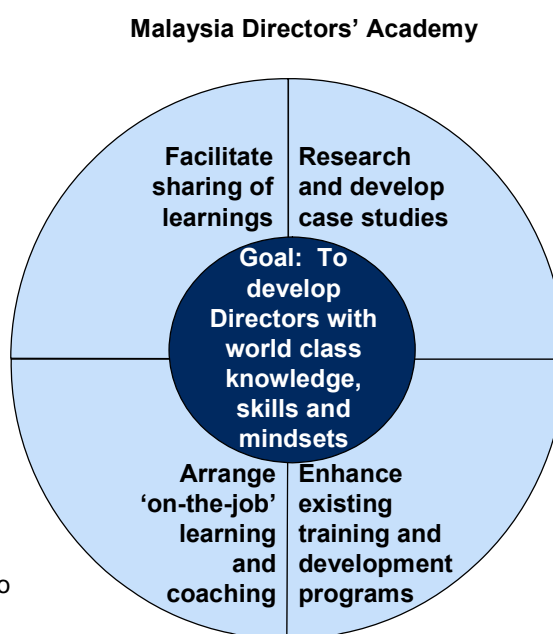 Malaysia Directors’ Academy
Facilitate
sharing of
learnings
Research
and develop
case studies
Goal: To
develop
Directors with
world class
knowledge,
skills and
mindsets
Arrange
‘on-the-job’
learning
and
coaching
Enhance
existing
training and
development
programs
o